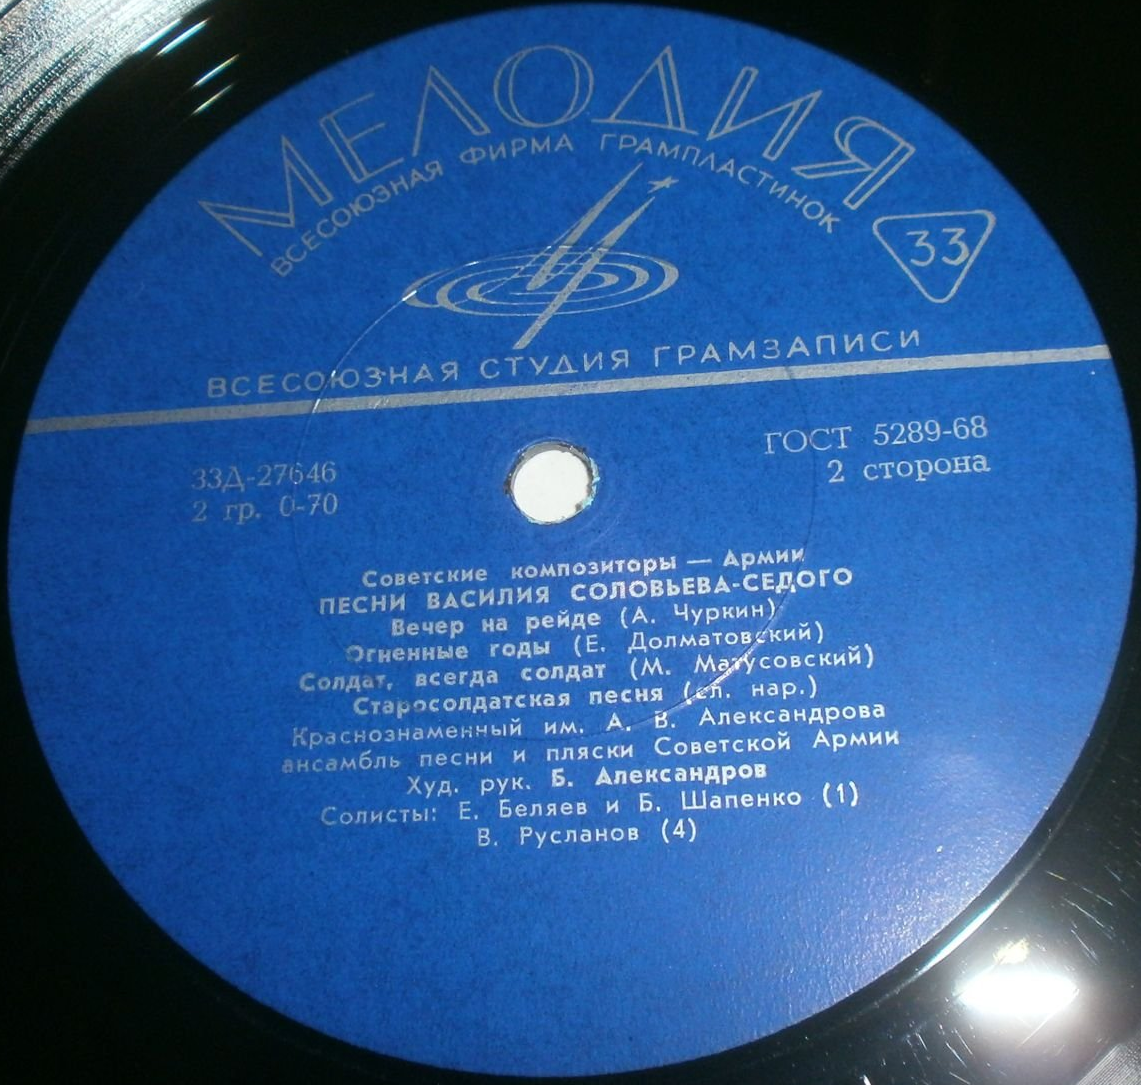 МЕЛОДИЯ
ВСЕСОЮЗНАЯ ФИРМА ГРАМПЛАСТИНОК
33
ВСЕСОЮЗНАЯ СТУДИЯ ГРАМЗАПИСИ
33Д-27646
2 гр. 0-70
ГОСТ 5289-68
2 сторона
Советские композиторы — Армии
ПЕСНИ ВАСИЛИЯ СОЛОВЬЕВА-СЕДОГО
Вечер на рейде (А. Чуркин)
Огненные годы (Е. Долматовский)
Солдат, всегда солдат (М. Матусовский)
Старосолдатская песня (сл. нар.)
Краснознаменный им. А. В. Александрова
ансамбль песни и пляски Советской Армии
Худ. рук. Б. Александров
Солисты: Е. Беляев и Б. Шапенко (1)
В. Русланов (4)